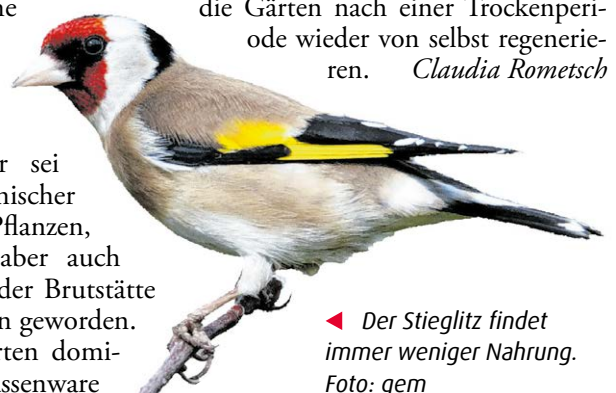 ne
die Gärten nach einer Trockenperi-
ode wieder von selbst regenerie-
ren. Claudia Rometsch
r sei
nischer
Pflanzen,
aber auch
der Brutstätte
n geworden.
rten domi-
assenware
◀ Der Stieglitz findet
immer weniger Nahrung.
Foto: gem